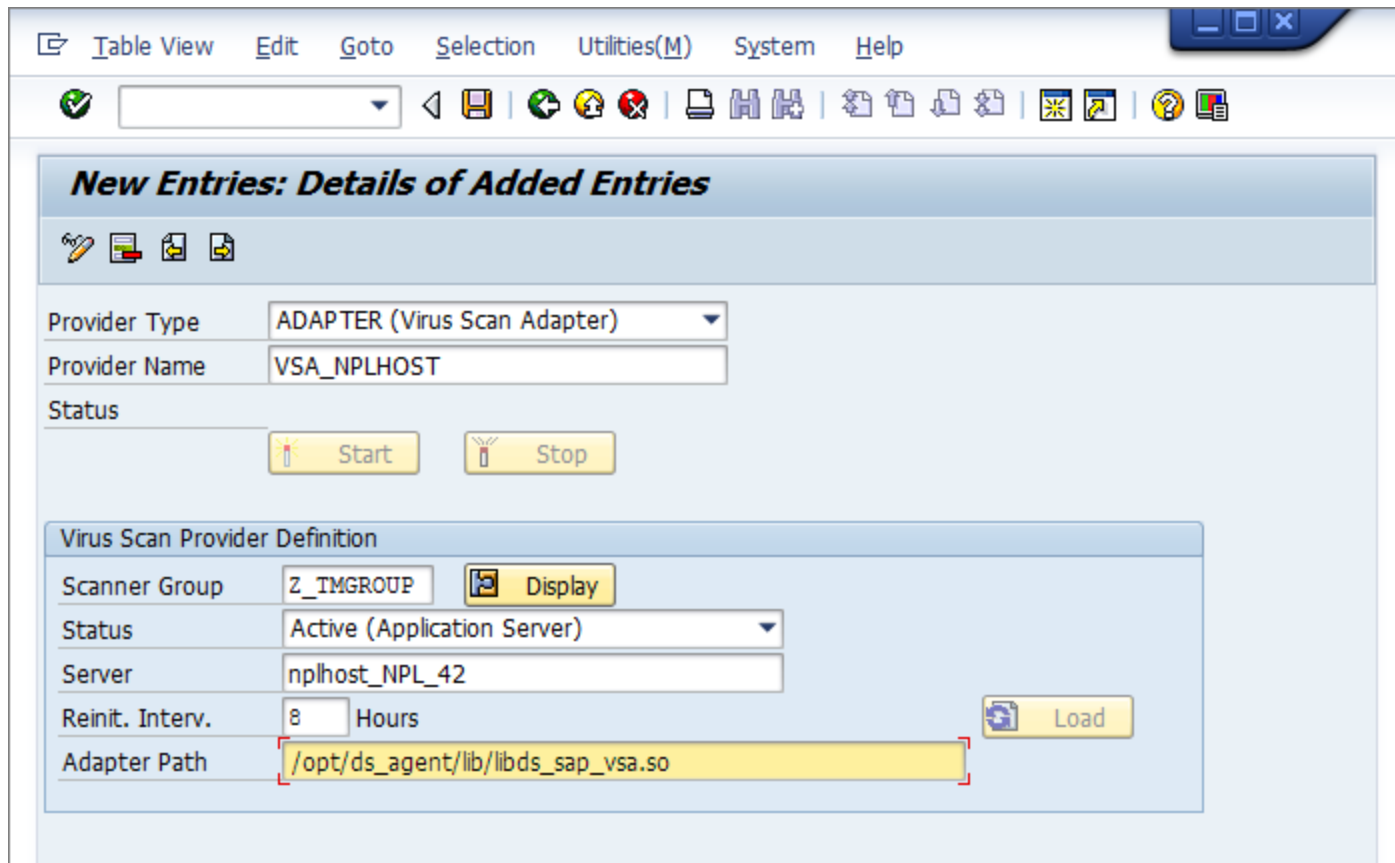 Table View Edit Goto Selection Utilities(M) System Help
New Entries: Details of Added Entries
Provider Type ADAPTER (Virus Scan Adapter)
Provider Name VSA_NPLHOST
Status
Start Stop
Virus Scan Provider Definition
Scanner Group Z_TMGROUP Display
Status Active (Application Server)
Server nplhost_NPL_42
Reinit. Interv. 8 Hours Load
Adapter Path /opt/ds_agent/lib/libds_sap_vsa.so